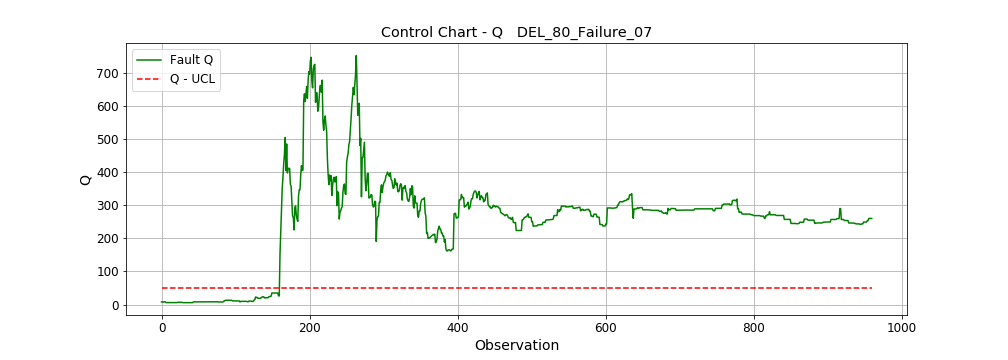 Control Chart - Q   DEL_80_Failure_07
Fault Q
Q - UCL
Q
700
600
500
400
300
200
100
0
0 200 400 600 800 1000
Observation